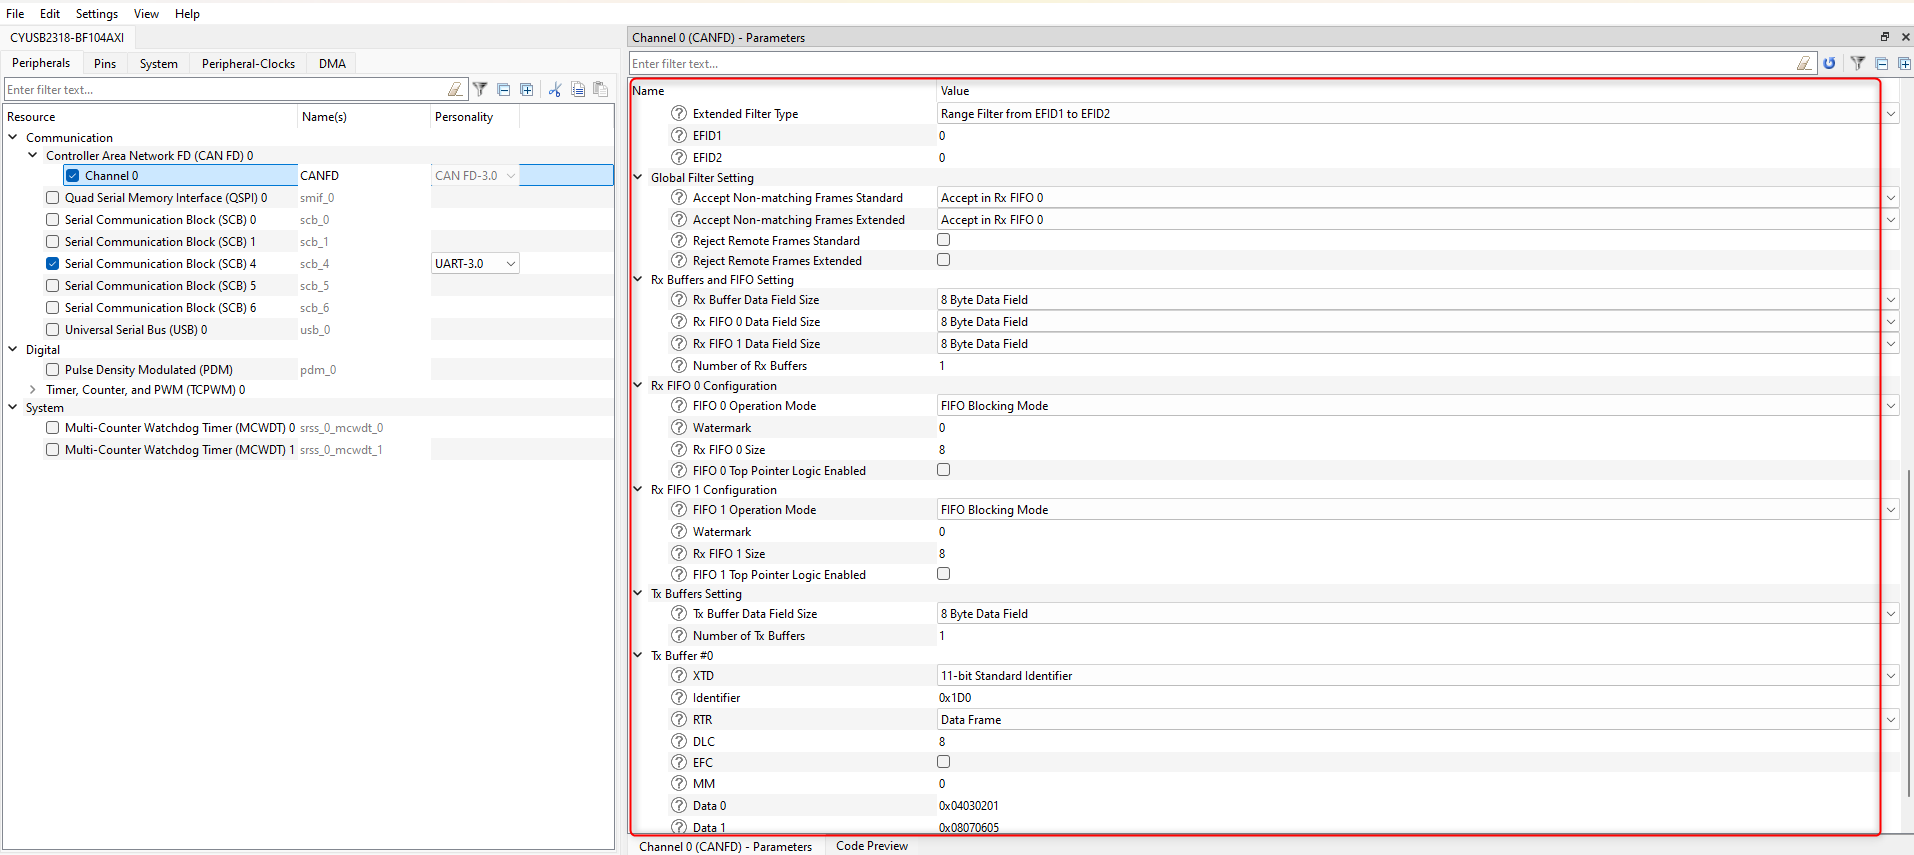 File Edit Settings View Help
CYUSB2318-BF104AXI
Peripherals Pins System Peripheral-Clocks DMA
Enter filter text...
Resource Name(s) Personality
Communication
Controller Area Network FD (CAN FD) 0
Channel 0 CANFD CAN FD-3.0
Quad Serial Memory Interface (QSPI) 0 smif_0
Serial Communication Block (SCB) 0 scb_0
Serial Communication Block (SCB) 1 scb_1
Serial Communication Block (SCB) 4 scb_4 UART-3.0
Serial Communication Block (SCB) 5 scb_5
Serial Communication Block (SCB) 6 scb_6
Universal Serial Bus (USB) 0 usb_0
Digital
Pulse Density Modulated (PDM) pdm_0
Timer, Counter, and PWM (TCPWM) 0
System
Multi-Counter Watchdog Timer (MCWDT) 0 srss_0_mcwdt_0
Multi-Counter Watchdog Timer (MCWDT) 1 srss_0_mcwdt_1
Channel 0 (CANFD) - Parameters
Enter filter text...
Name Value
Extended Filter Type Range Filter from EFID1 to EFID2
EFID1 0
EFID2 0
Global Filter Setting
Accept Non-matching Frames Standard Accept in Rx FIFO 0
Accept Non-matching Frames Extended Accept in Rx FIFO 0
Reject Remote Frames Standard
Reject Remote Frames Extended
Rx Buffers and FIFO Setting
Rx Buffer Data Field Size 8 Byte Data Field
Rx FIFO 0 Data Field Size 8 Byte Data Field
Rx FIFO 1 Data Field Size 8 Byte Data Field
Number of Rx Buffers 1
Rx FIFO 0 Configuration
FIFO 0 Operation Mode FIFO Blocking Mode
Watermark 0
Rx FIFO 0 Size 8
FIFO 0 Top Pointer Logic Enabled
Rx FIFO 1 Configuration
FIFO 1 Operation Mode FIFO Blocking Mode
Watermark 0
Rx FIFO 1 Size 8
FIFO 1 Top Pointer Logic Enabled
Tx Buffers Setting
Tx Buffer Data Field Size 8 Byte Data Field
Number of Tx Buffers 1
Tx Buffer #0
XTD 11-bit Standard Identifier
Identifier 0x1D0
RTR Data Frame
DLC 8
EFC
MM 0
Data 0 0x04030201
Data 1 0x08070605
Channel 0 (CANFD) - Parameters Code Preview